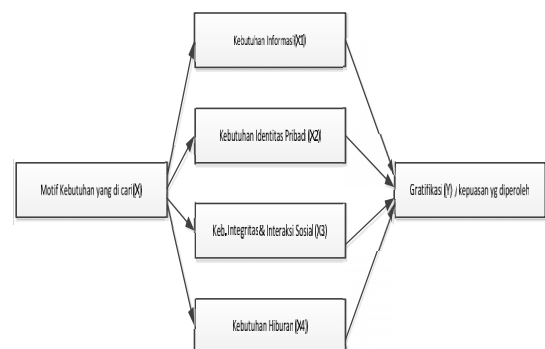 Kebutuhan Informasi(X1)
Kebutuhan Identitas Pribadi (X2)
Motif Kebutuhan yang di cari(X)
Gratifikasi (Y) / kepuasan yg diperoleh
Keb. Integritas & Interaksi Sosial (X3)
Kebutuhan Hiburan(X4)